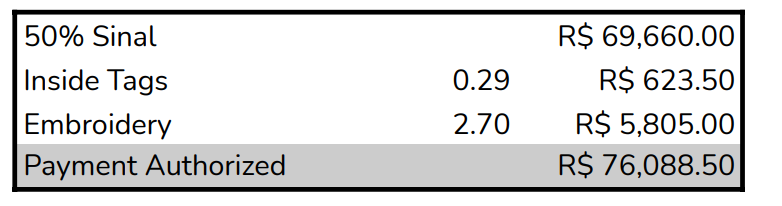 50% Sinal R$ 69,660.00
Inside Tags 0.29 R$ 623.50
Embroidery 2.70 R$ 5,805.00
Payment Authorized R$ 76,088.50